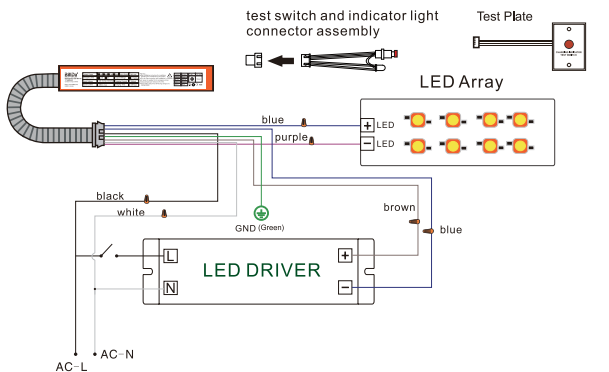 test switch and indicator light
connector assembly
Test Plate
LED Array
blue
+ LED
purple
− LED
black
white
GND (Green)
brown
blue
L
+
LED DRIVER
N
−
AC-L
AC-N